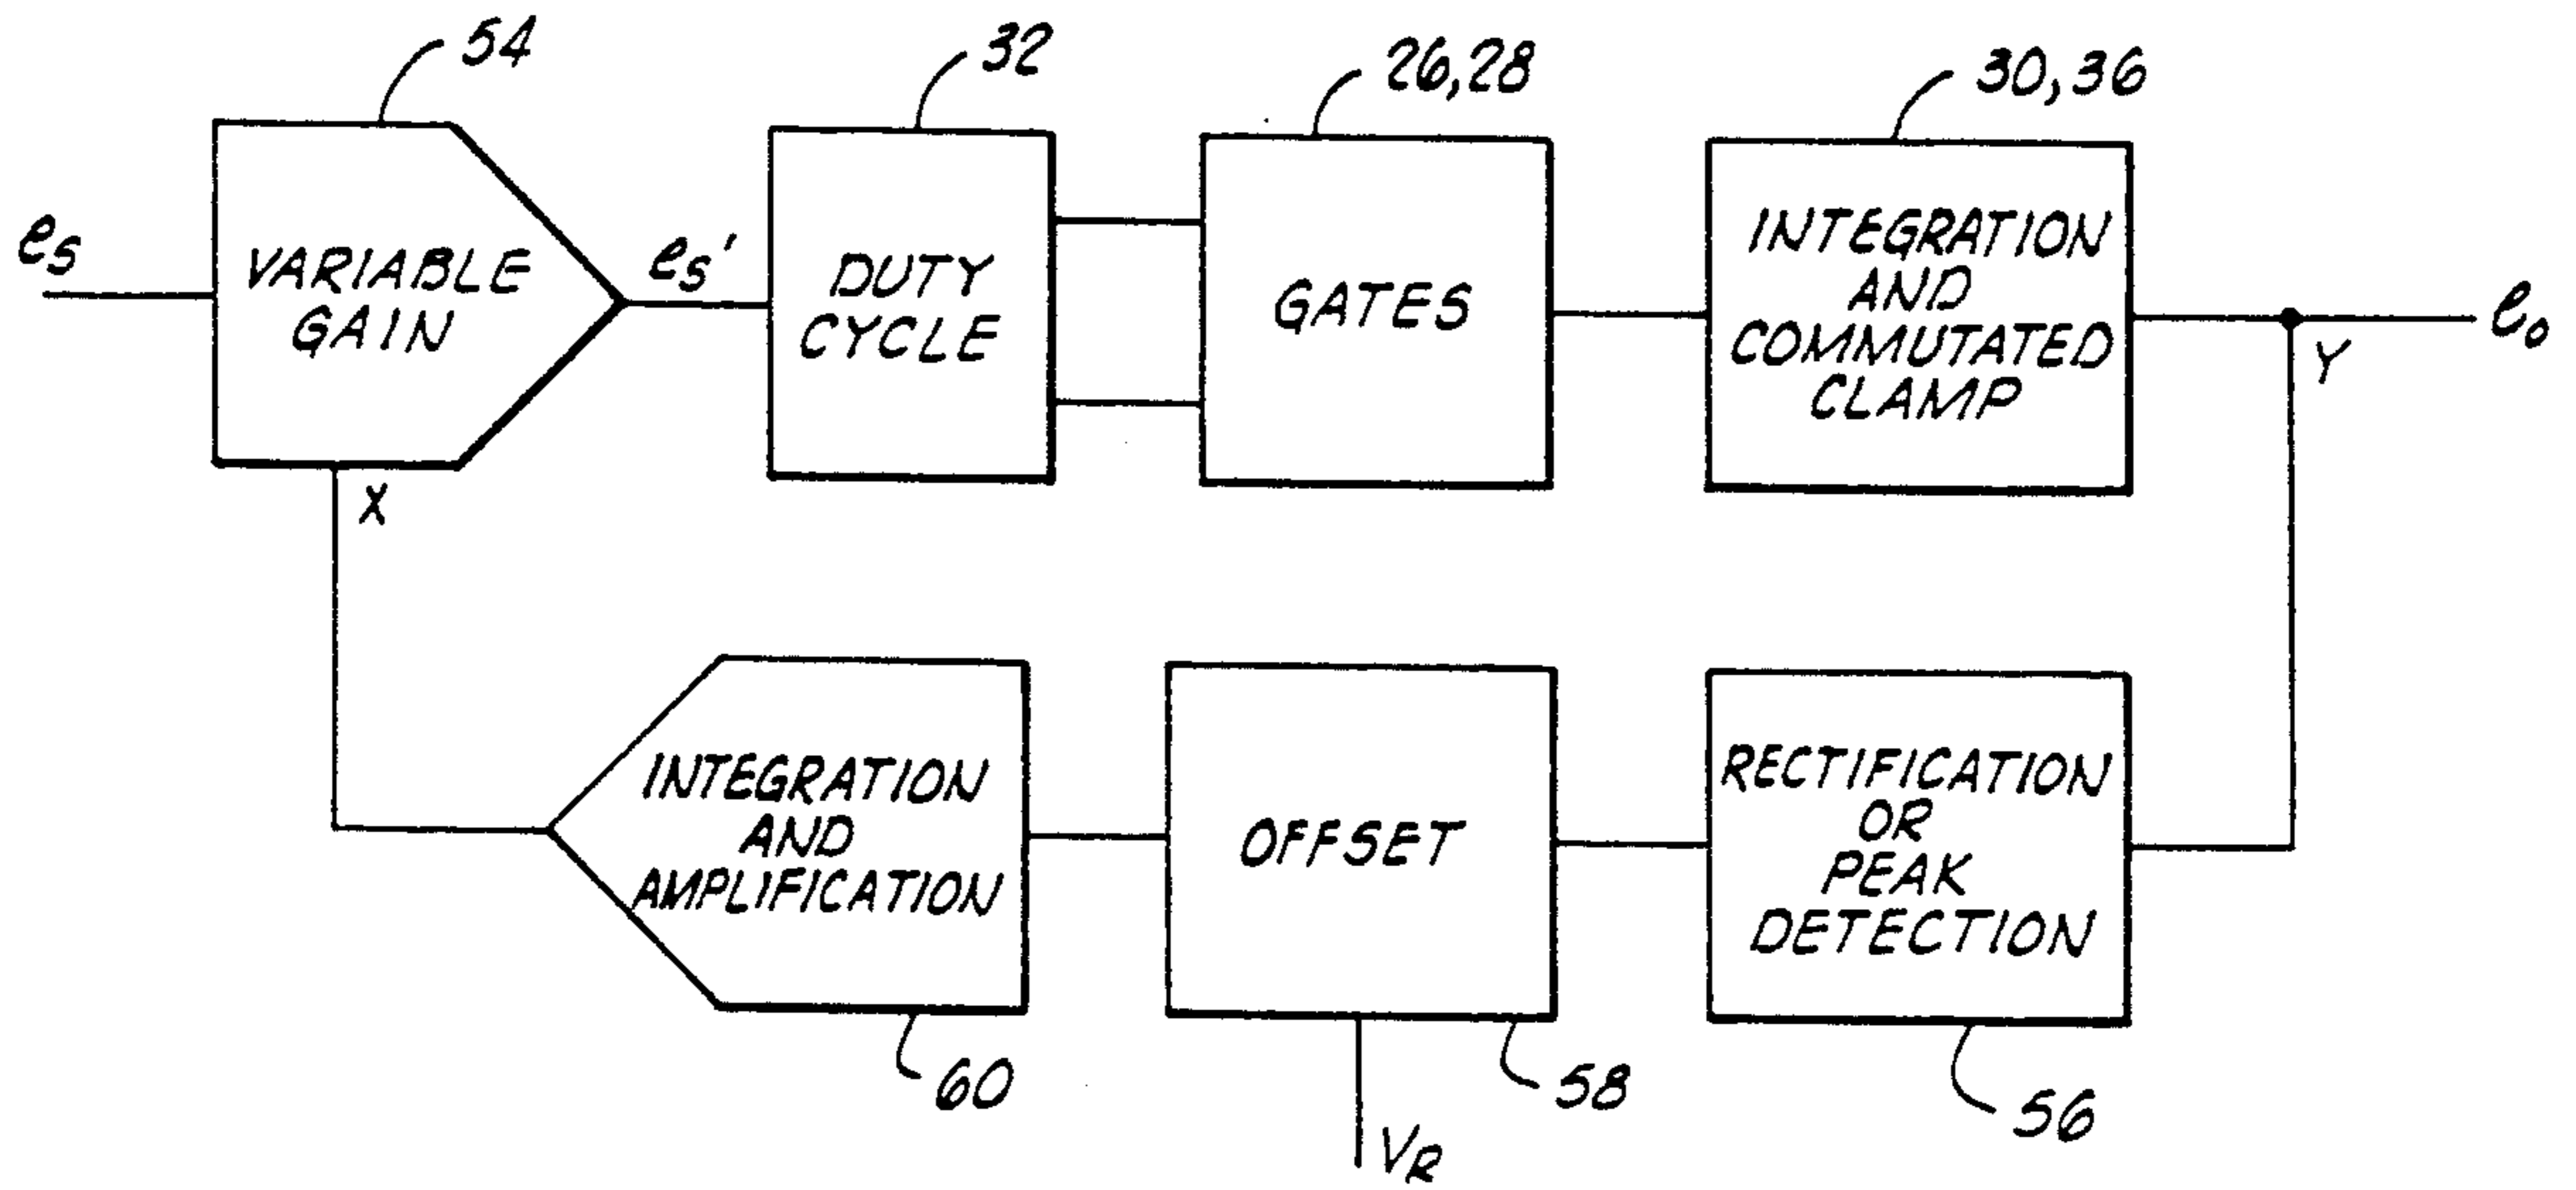 54
32
26,28
30,36
es
VARIABLE
GAIN
es'
DUTY
CYCLE
GATES
INTEGRATION
AND
COMMUTATED
CLAMP
eo
Y
X
INTEGRATION
AND
AMPLIFICATION
OFFSET
RECTIFICATION
OR
PEAK
DETECTION
60
58
56
VR